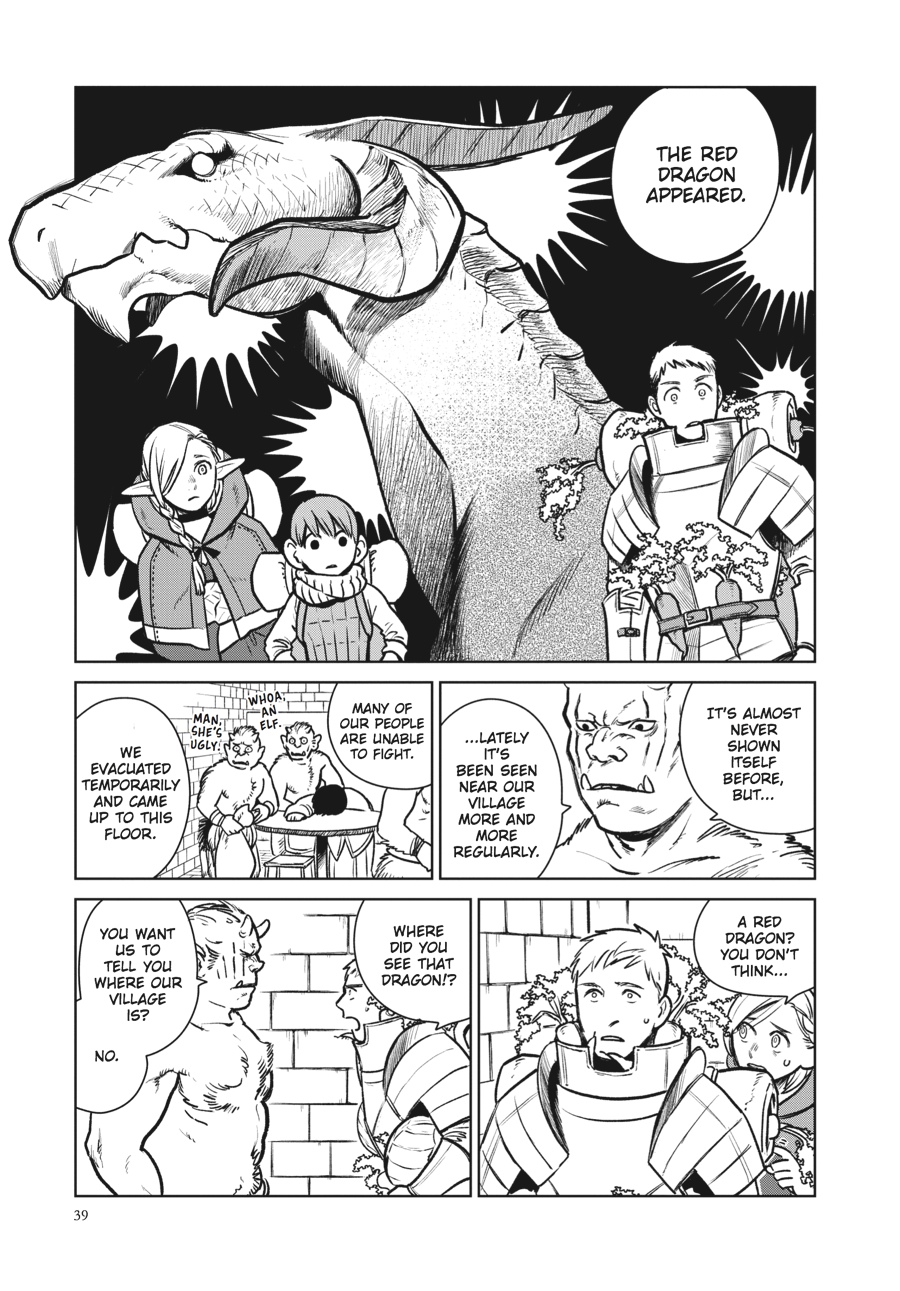 THE RED
DRAGON
APPEARED.
IT'S ALMOST
NEVER
SHOWN
ITSELF
BEFORE,
BUT...
...LATELY
IT'S
BEEN SEEN
NEAR OUR
VILLAGE
MORE AND
MORE
REGULARLY.
MANY OF
OUR PEOPLE
ARE UNABLE
TO FIGHT.
WHOA,
AN
ELF.
MAN,
SHE'S
UGLY.
WE
EVACUATED
TEMPORARILY
AND CAME
UP TO THIS
FLOOR.
A RED
DRAGON?
YOU DON'T
THINK...
WHERE
DID YOU
SEE THAT
DRAGON!?
YOU WANT
US TO
TELL YOU
WHERE OUR
VILLAGE
IS?
NO.
39